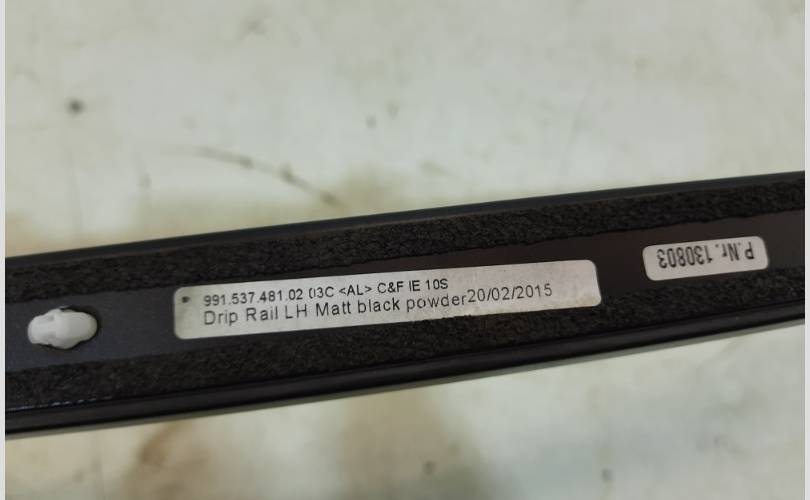 991.537.481.02 03C <AL> C&F IE 10S
Drip Rail LH Matt black powder20/02/2015
P.Nr. 130803